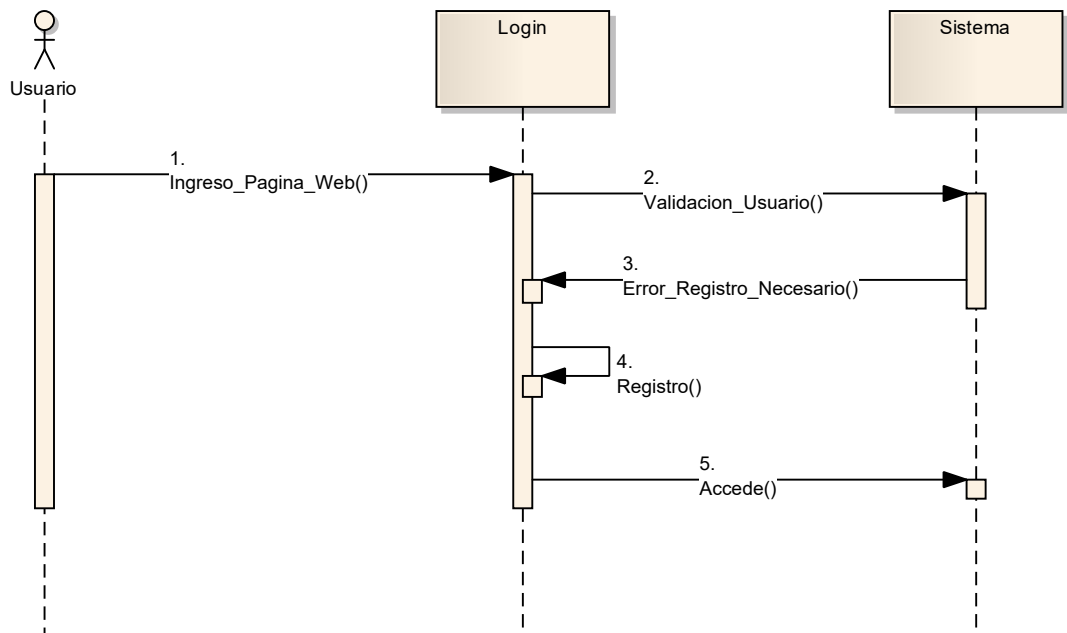 Usuario
Login
Sistema
1.
Ingreso_Pagina_Web()
2.
Validacion_Usuario()
3.
Error_Registro_Necesario()
4.
Registro()
5.
Accede()